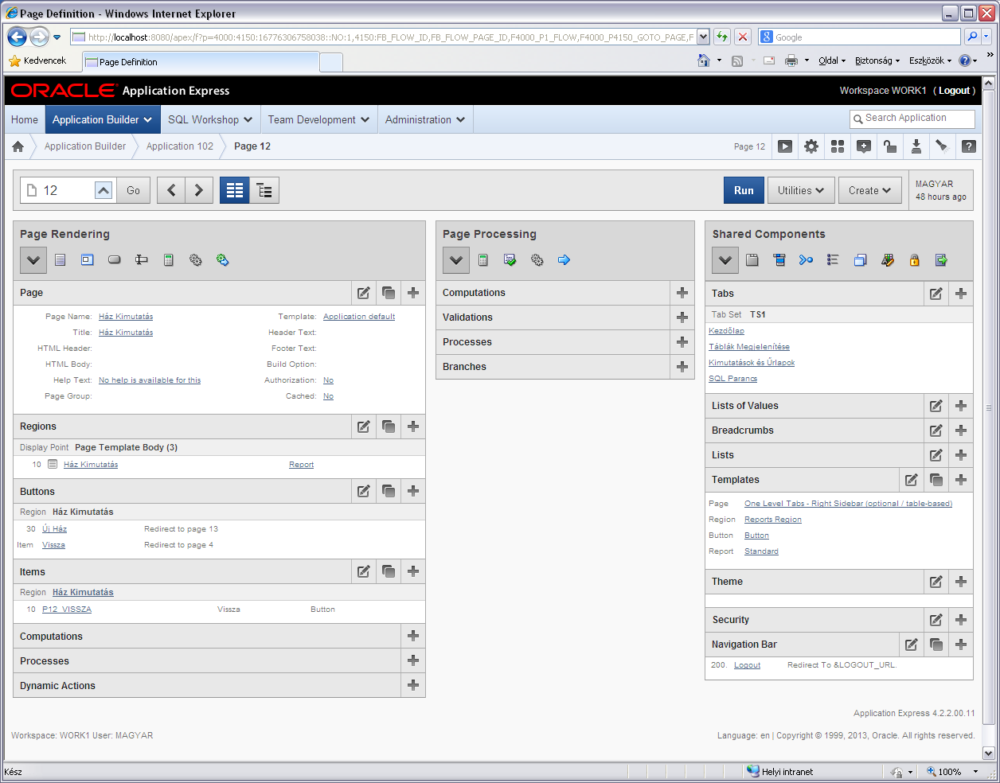 Page Definition - Windows Internet Explorer
http://localhost:8080/apex/f?p=4000:4150:16776306758038::NO:1,4150:FB_FLOW_ID,FB_FLOW_PAGE_ID,F4000_P1_FLOW,F4000_P4150_GOTO_PAGE,F
Google
Kedvencek
Page Definition
Oldal
Biztonság
Eszközök
ORACLE Application Express
Workspace WORK1 ( Logout )
Home
Application Builder
SQL Workshop
Team Development
Administration
Search Application
Application Builder
Application 102
Page 12
Page 12
12
Go
Run
Utilities
Create
MAGYAR
48 hours ago
Page Rendering
Page
Page Name: Ház Kimutatás
Template: Application default
Title: Ház Kimutatás
Header Text:
HTML Header:
Footer Text:
HTML Body:
Build Option:
Help Text: No help is available for this
Authorization: No
Page Group:
Cached: No
Regions
Display Point Page Template Body (3)
10 Ház Kimutatás Report
Buttons
Region Ház Kimutatás
30 Új Ház Redirect to page 13
Item Vissza Redirect to page 4
Items
Region Ház Kimutatás
10 P12_VISSZA Vissza Button
Computations
Processes
Dynamic Actions
Page Processing
Computations
Validations
Processes
Branches
Shared Components
Tabs
Tab Set TS1
Kezdőlap
Táblák Megjelenítése
Kimutatások és Űrlapok
SQL Parancs
Lists of Values
Breadcrumbs
Lists
Templates
Page One Level Tabs - Right Sidebar (optional / table-based)
Region Reports Region
Button Button
Report Standard
Theme
Security
Navigation Bar
200. Logout Redirect To &LOGOUT_URL.
Application Express 4.2.2.00.11
Workspace: WORK1 User: MAGYAR
Language: en | Copyright © 1999, 2013, Oracle. All rights reserved.
Kész
Helyi intranet
100%